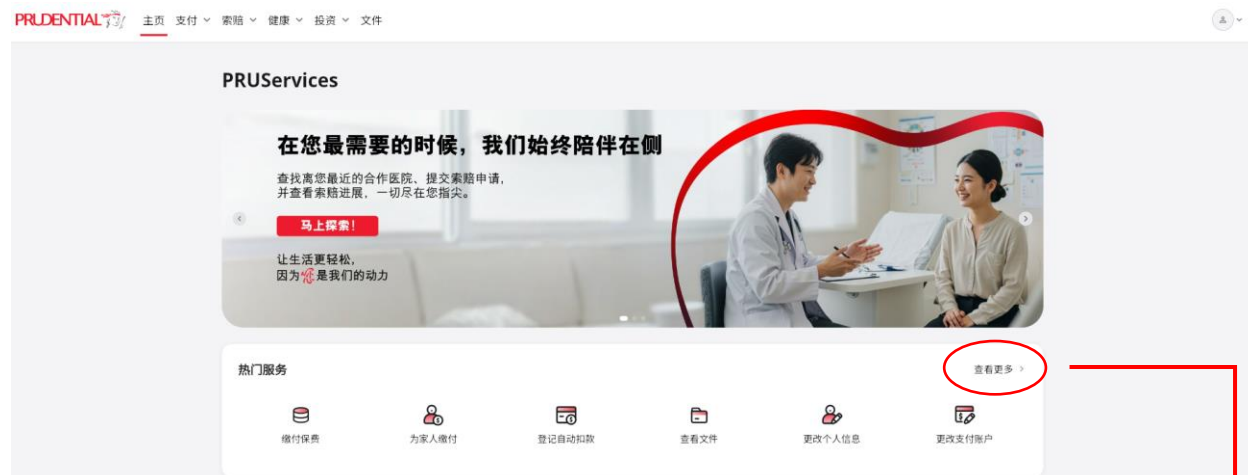 PRUDENTIAL
主页 支付 索赔 健康 投资 文件
PRUServices
在您最需要的时候，我们始终陪伴在侧
查找离您最近的合作医院、提交索赔申请，
并查看索赔进展，一切尽在您指尖。
马上探索！
让生活更轻松，
因为您是我们的动力
热门服务
查看更多
缴付保费 为家人缴付 登记自动扣款 查看文件 更改个人信息 更改支付账户